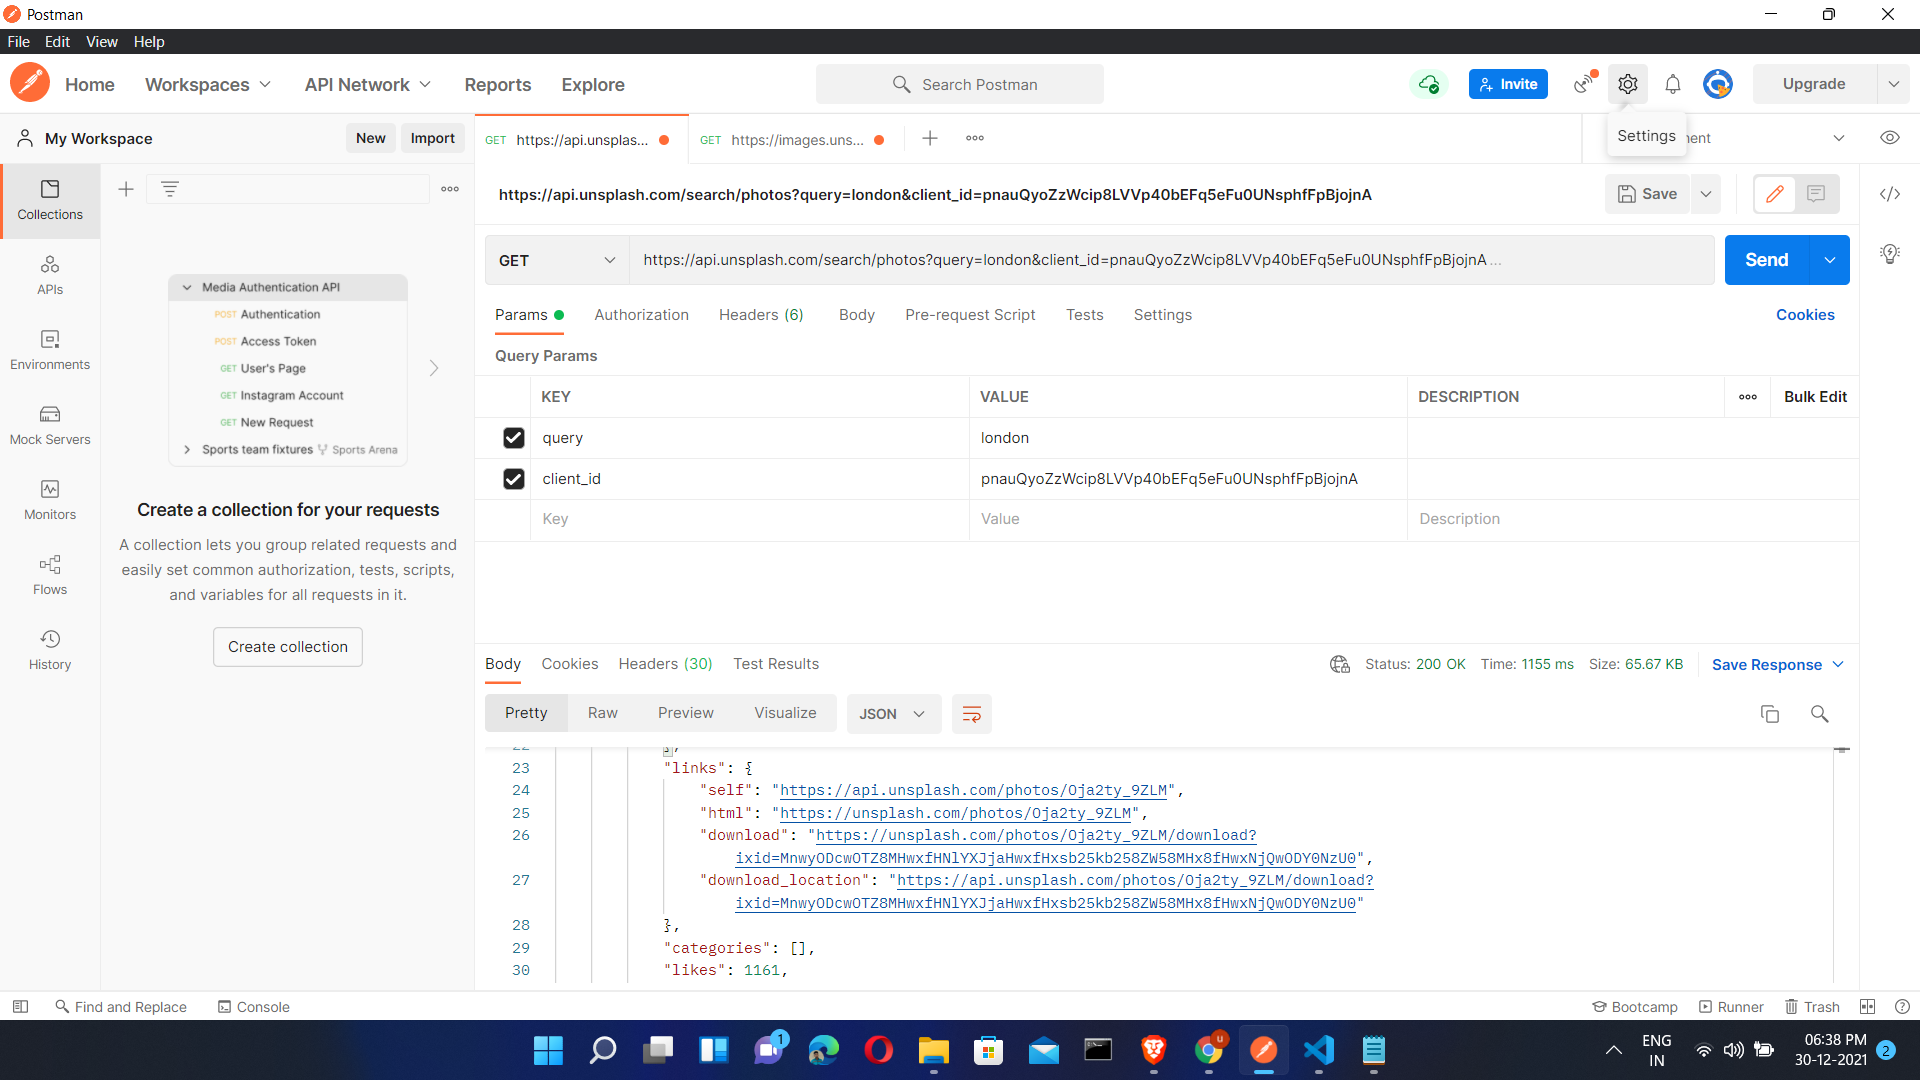 Postman
File Edit View Help
Home Workspaces API Network Reports Explore Search Postman Invite Upgrade
My Workspace New Import GET https://api.unsplas... GET https://images.uns... Settings
Collections
APIs
Environments
Mock Servers
Monitors
Flows
History
Media Authentication API
POST Authentication
POST Access Token
GET User's Page
GET Instagram Account
GET New Request
Sports team fixtures Sports Arena
Create a collection for your requests
A collection lets you group related requests and
easily set common authorization, tests, scripts,
and variables for all requests in it.
Create collection
https://api.unsplash.com/search/photos?query=london&client_id=pnauQyoZzWcip8LVVp40bEFq5eFu0UNsphfFpBjojnA Save
GET https://api.unsplash.com/search/photos?query=london&client_id=pnauQyoZzWcip8LVVp40bEFq5eFu0UNsphfFpBjojnA ... Send
Params Authorization Headers (6) Body Pre-request Script Tests Settings Cookies
Query Params
KEY VALUE DESCRIPTION ooo Bulk Edit
query london
client_id pnauQyoZzWcip8LVVp40bEFq5eFu0UNsphfFpBjojnA
Key Value Description
Body Cookies Headers (30) Test Results Status: 200 OK Time: 1155 ms Size: 65.67 KB Save Response
Pretty Raw Preview Visualize JSON
22 },
23 "links": {
24 "self": "https://api.unsplash.com/photos/Oja2ty_9ZLM",
25 "html": "https://unsplash.com/photos/Oja2ty_9ZLM",
26 "download": "https://unsplash.com/photos/Oja2ty_9ZLM/download?
ixid=MnwyODcwOTZ8MHwxfHNlYXJjaHwxfHxsb25kb258ZW58MHx8fHwxNjQwODY0NzU0",
27 "download_location": "https://api.unsplash.com/photos/Oja2ty_9ZLM/download?
ixid=MnwyODcwOTZ8MHwxfHNlYXJjaHwxfHxsb25kb258ZW58MHx8fHwxNjQwODY0NzU0"
28 },
29 "categories": [],
30 "likes": 1161,
Find and Replace Console Bootcamp Runner Trash
1 u ENG
IN
06:38 PM
30-12-2021 2